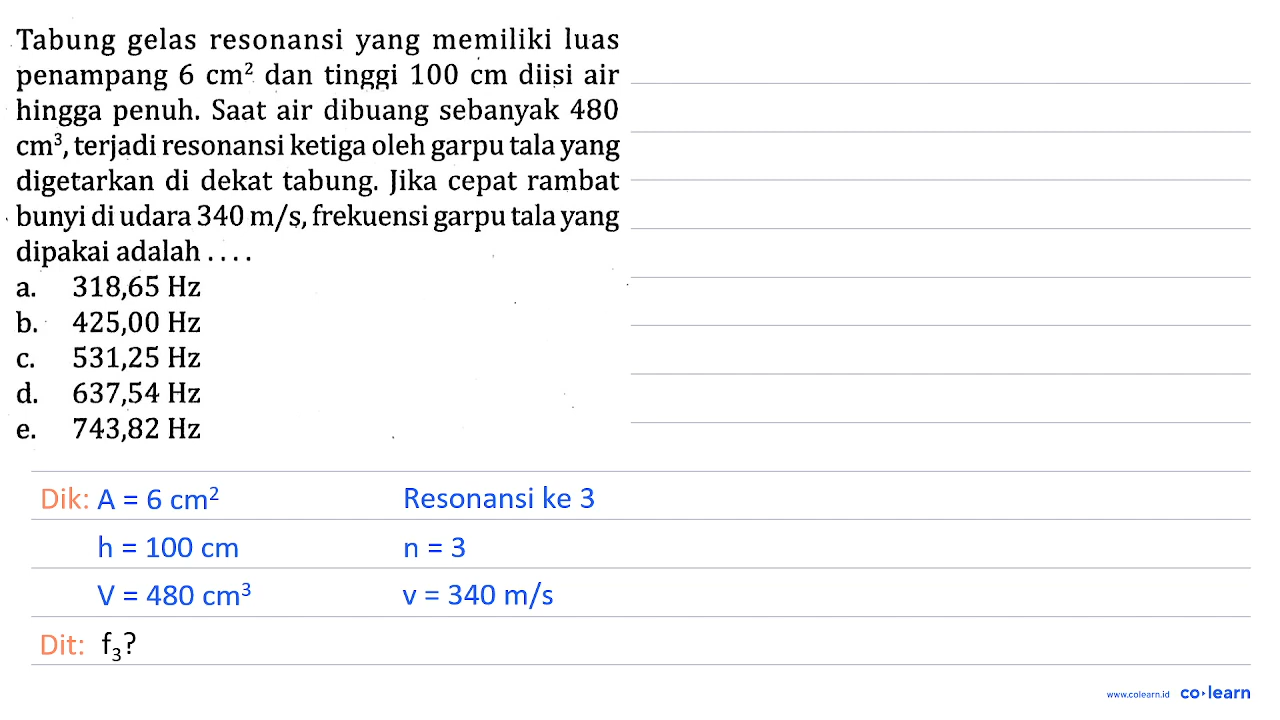 Tabung gelas resonansi yang memiliki luas
penampang 6 cm² dan tinggi 100 cm diisi air
hingga penuh. Saat air dibuang sebanyak 480
cm³, terjadi resonansi ketiga oleh garpu tala yang
digetarkan di dekat tabung. Jika cepat rambat
bunyi di udara 340 m/s, frekuensi garpu tala yang
dipakai adalah ....
a. 318,65 Hz
b. 425,00 Hz
c. 531,25 Hz
d. 637,54 Hz
e. 743,82 Hz
Dik: A = 6 cm² Resonansi ke 3
h = 100 cm n = 3
V = 480 cm³ v = 340 m/s
Dit: f₃?
www.colearn.id co·learn